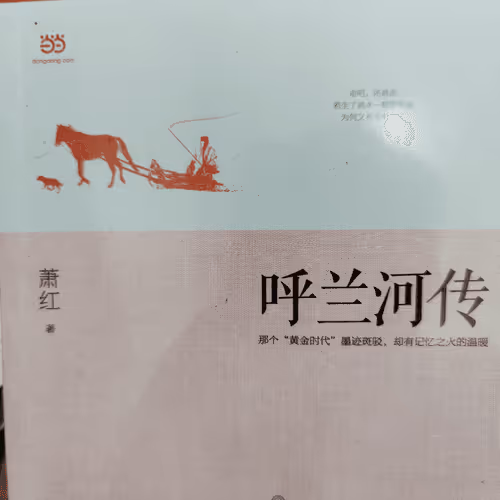 当当
dangdang.com
萧红
著
呼兰河传
那个“黄金时代”墨迹斑驳，却有记忆之火的温暖